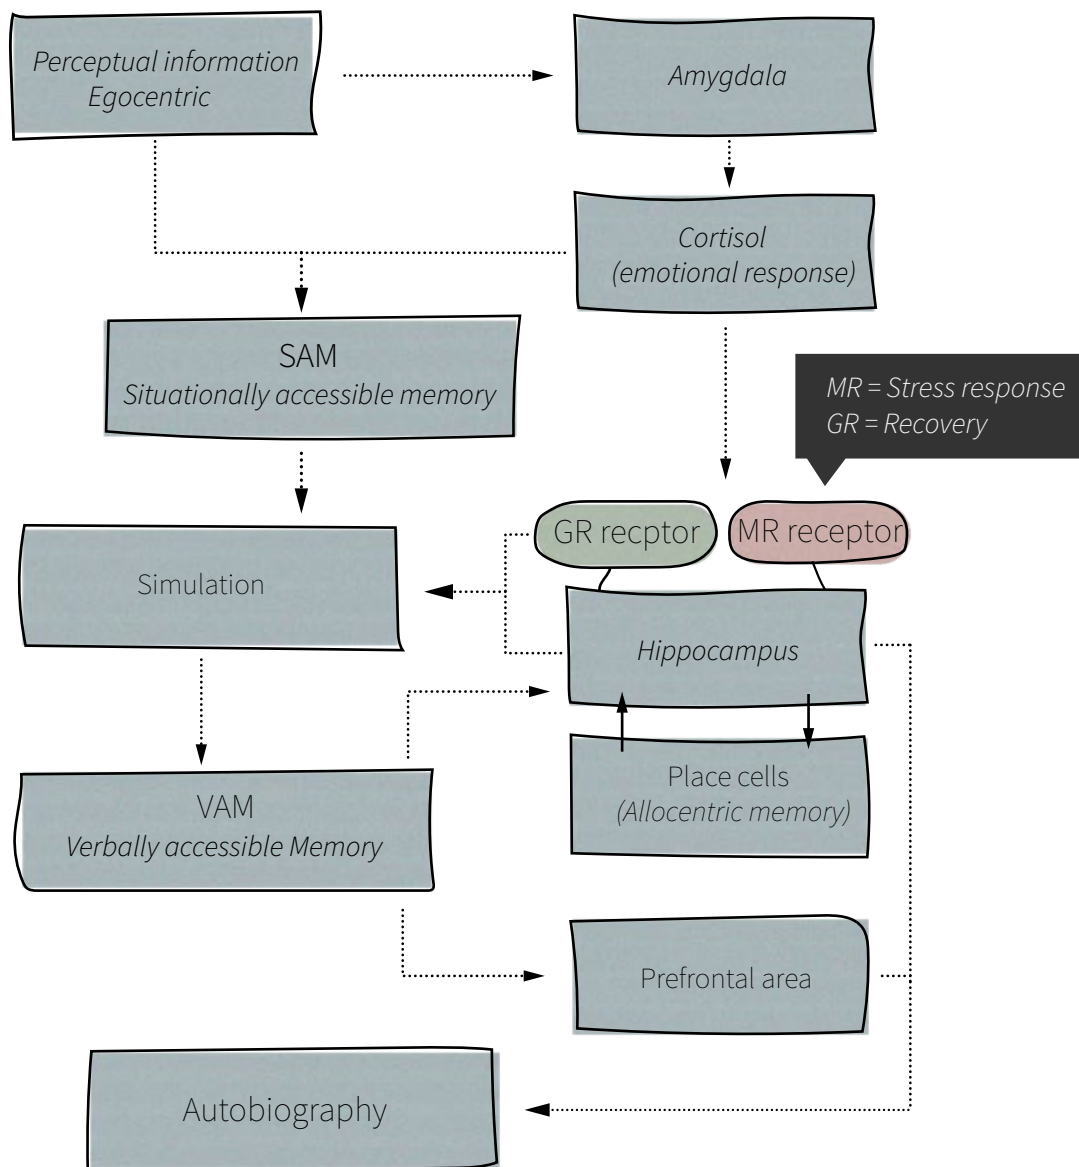 Perceptual information
Egocentric
Amygdala
Cortisol
(emotional response)
SAM
Situationally accessible memory
MR = Stress response
GR = Recovery
GR recptor
MR receptor
Simulation
Hippocampus
Place cells
(Allocentric memory)
VAM
Verbally accessible Memory
Prefrontal area
Autobiography